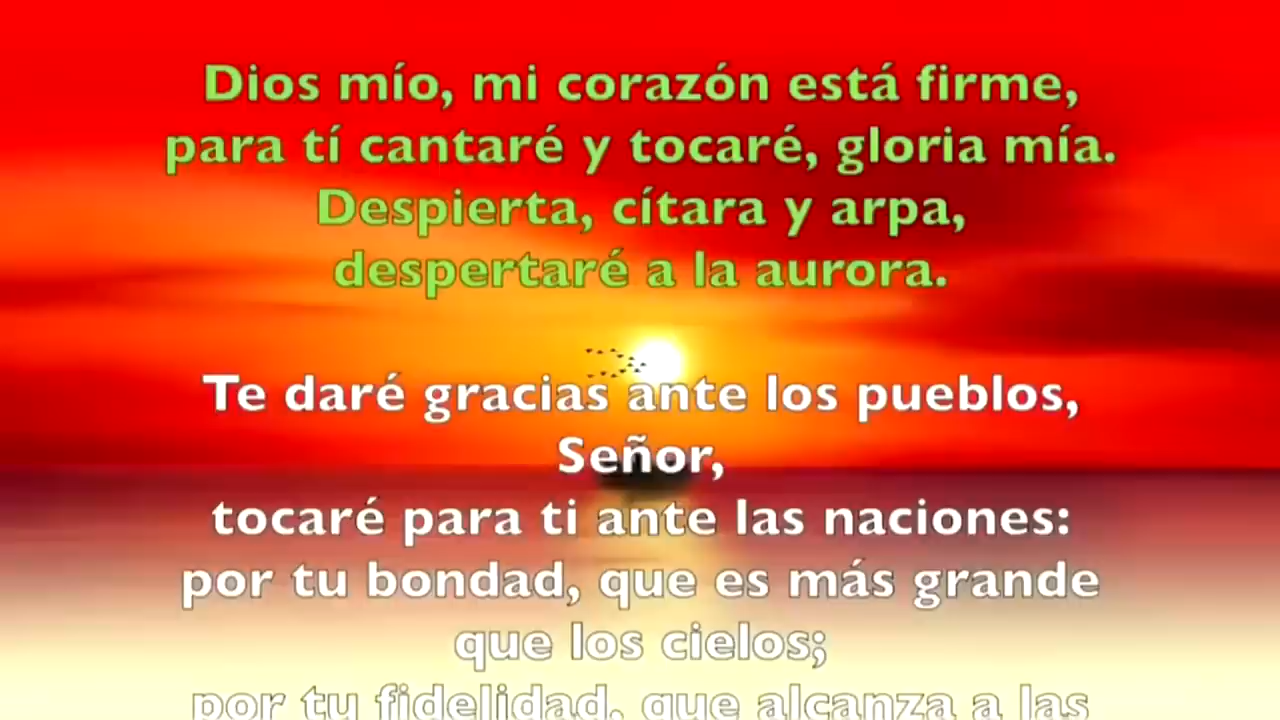 Dios mío, mi corazón está firme,
para tí cantaré y tocaré, gloria mía.
Despierta, cítara y arpa,
despertaré a la aurora.
Te daré gracias ante los pueblos,
Señor,
tocaré para ti ante las naciones:
por tu bondad, que es más grande
que los cielos;
por tu fidelidad, que alcanza a las